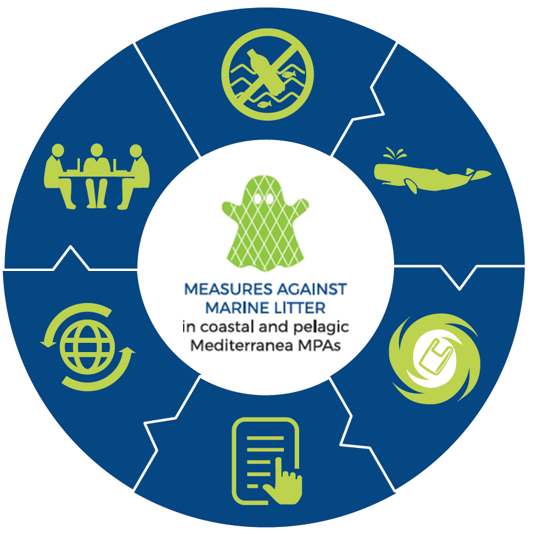 MEASURES AGAINST
MARINE LITTER
in coastal and pelagic
Mediterranea MPAs